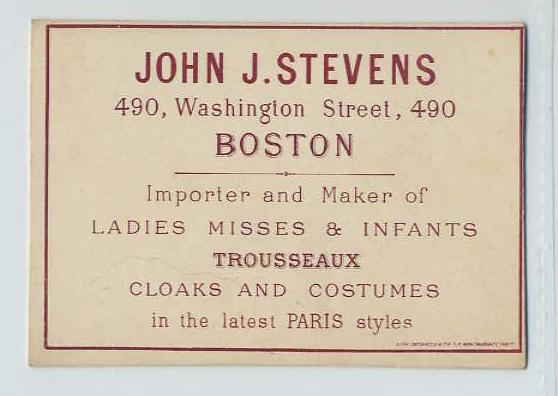 JOHN J. STEVENS
490, Washington Street, 490
BOSTON
Importer and Maker of
LADIES MISSES & INFANTS
TROUSSEAUX
CLOAKS AND COSTUMES
in the latest PARIS styles